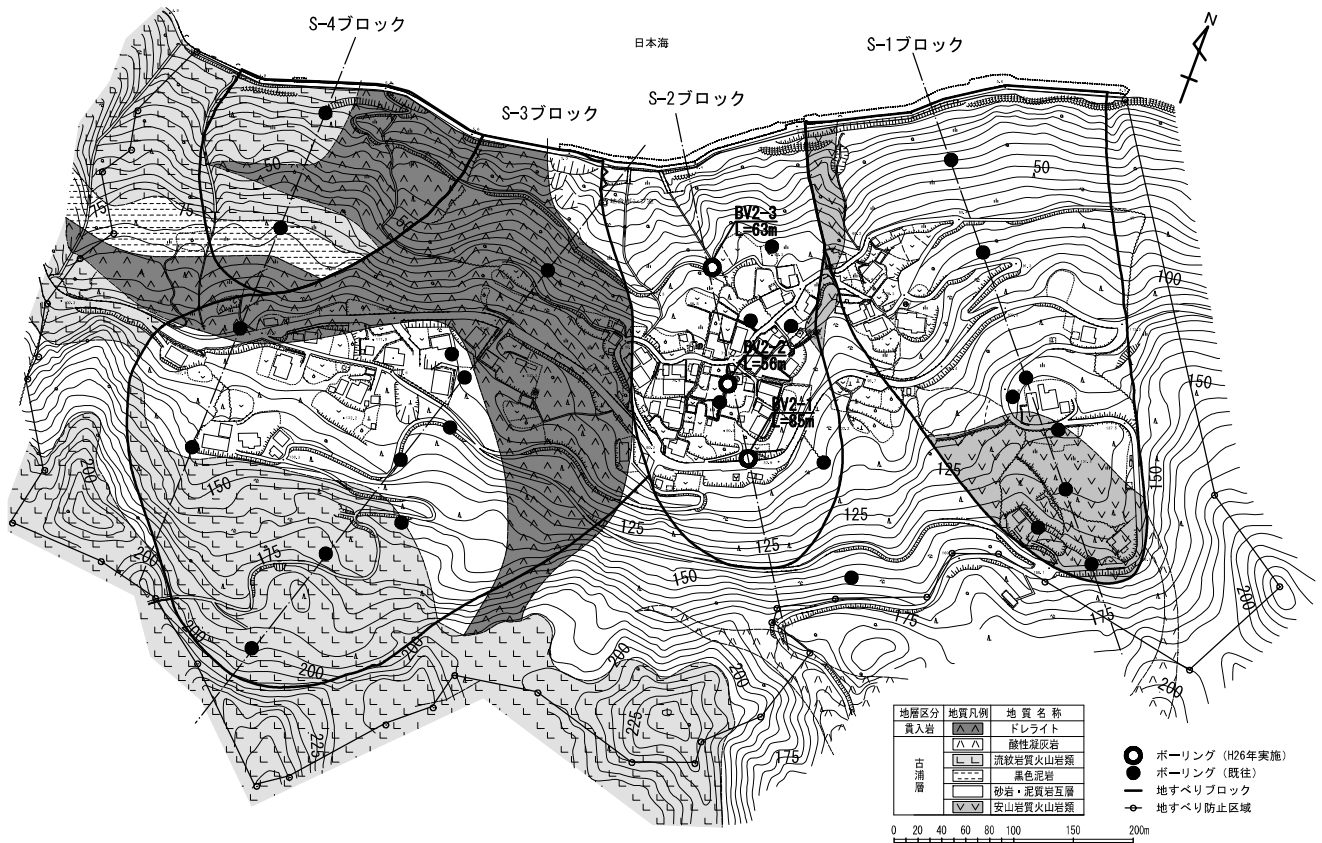 S-4ブロック
日本海
S-1ブロック
N
S-3ブロック
S-2ブロック
50
50
75
75
BV2-3
L=63m
100
BV2-2
L=56m
150
BV2-1
L=85m
125
150
200
150
125
125
125
175
150
200
200
175
175
200
200
200
200
200
225
225
175
地層区分 地質凡例 地質名称
貫入岩 ドレライト
古浦層
酸性凝灰岩
流紋岩質火山岩類
黒色泥岩
砂岩・泥質岩互層
安山岩質火山岩類
ボーリング（H26年実施）
ボーリング（既往）
地すべりブロック
地すべり防止区域
0 20 40 60 80 100 150 200m